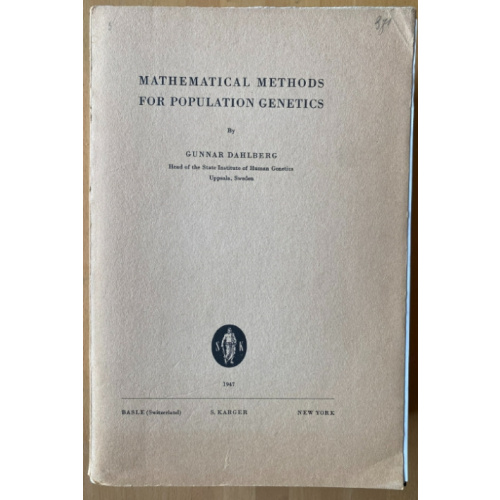 MATHEMATICAL METHODS
FOR POPULATION GENETICS
By
GUNNAR DAHLBERG
Head of the State Institute of Human Genetics
Uppsala, Sweden
S K
1947
BASLE (Switzerland) S. KARGER NEW YORK